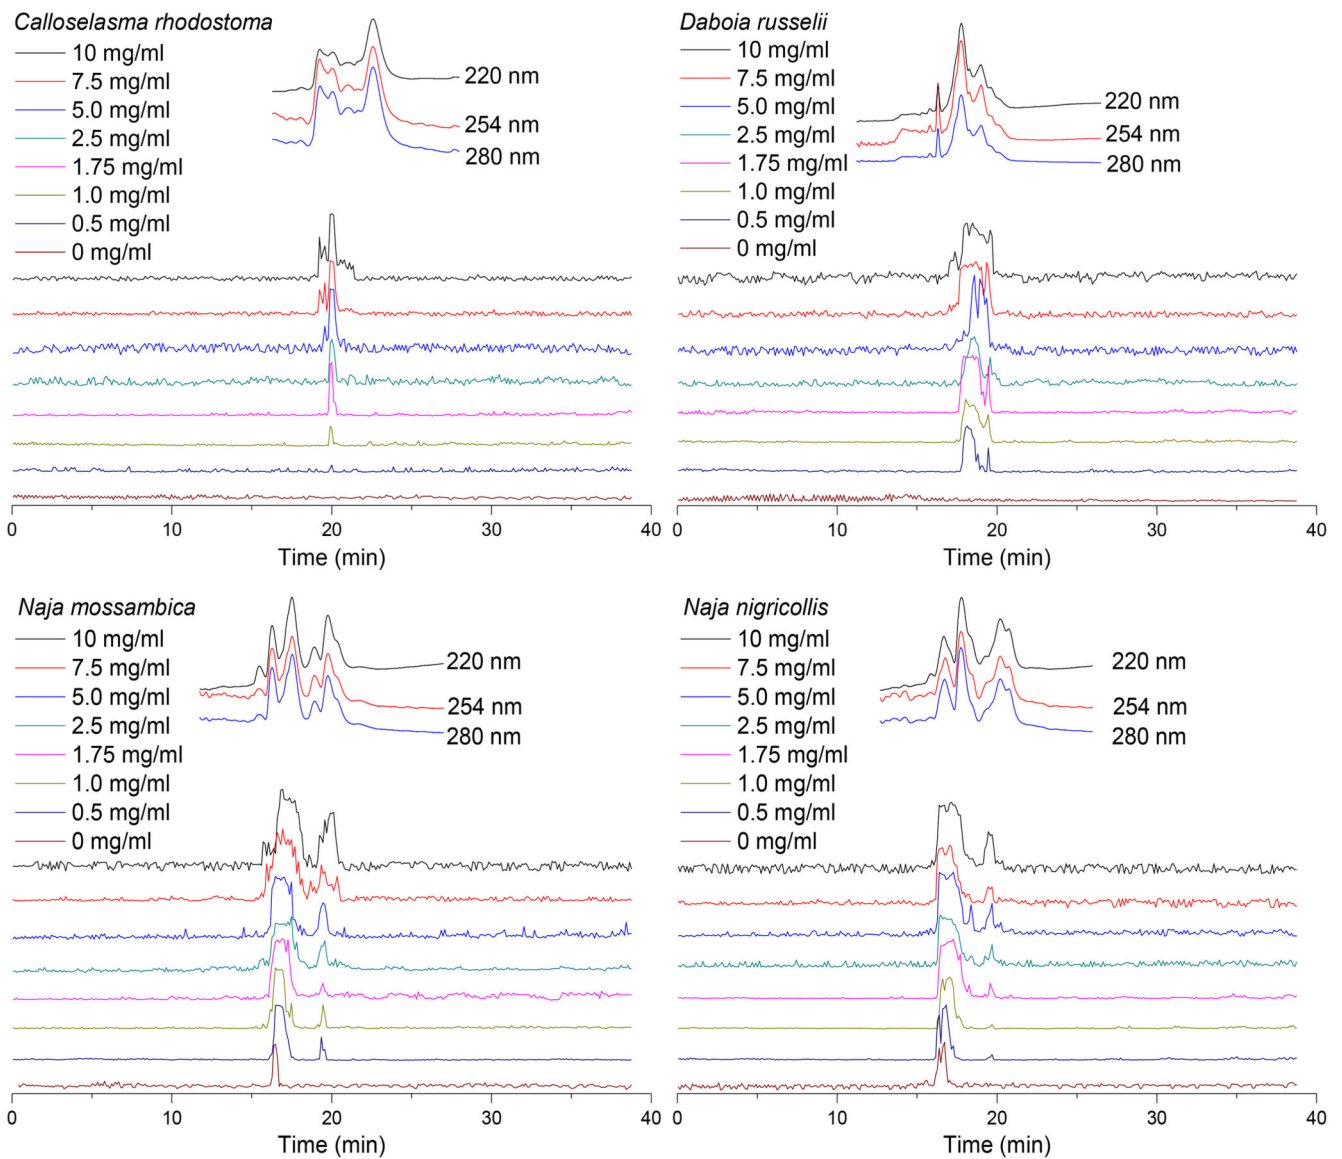 Calloselasma rhodostoma
10 mg/ml
7.5 mg/ml
5.0 mg/ml
2.5 mg/ml
1.75 mg/ml
1.0 mg/ml
0.5 mg/ml
0 mg/ml
220 nm
254 nm
280 nm
0 10 20 30 40
Time (min)
Daboia russelii
10 mg/ml
7.5 mg/ml
5.0 mg/ml
2.5 mg/ml
1.75 mg/ml
1.0 mg/ml
0.5 mg/ml
0 mg/ml
220 nm
254 nm
280 nm
0 10 20 30 40
Time (min)
Naja mossambica
10 mg/ml
7.5 mg/ml
5.0 mg/ml
2.5 mg/ml
1.75 mg/ml
1.0 mg/ml
0.5 mg/ml
0 mg/ml
220 nm
254 nm
280 nm
0 10 20 30 40
Time (min)
Naja nigricollis
10 mg/ml
7.5 mg/ml
5.0 mg/ml
2.5 mg/ml
1.75 mg/ml
1.0 mg/ml
0.5 mg/ml
0 mg/ml
220 nm
254 nm
280 nm
0 10 20 30 40
Time (min)